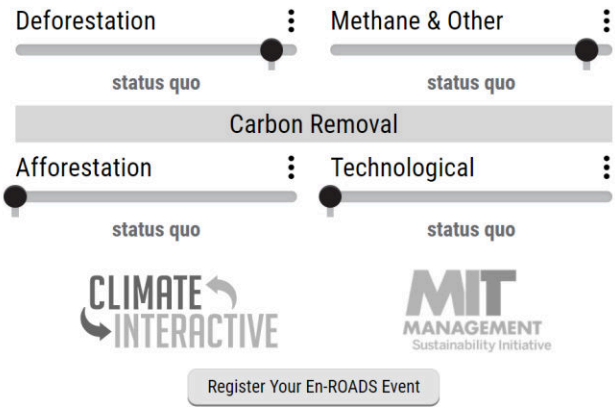 Deforestation
Methane & Other
status quo
status quo
Carbon Removal
Afforestation
Technological
status quo
status quo
CLIMATE
INTERACTIVE
MIT
MANAGEMENT
Sustainability Initiative
Register Your En-ROADS Event